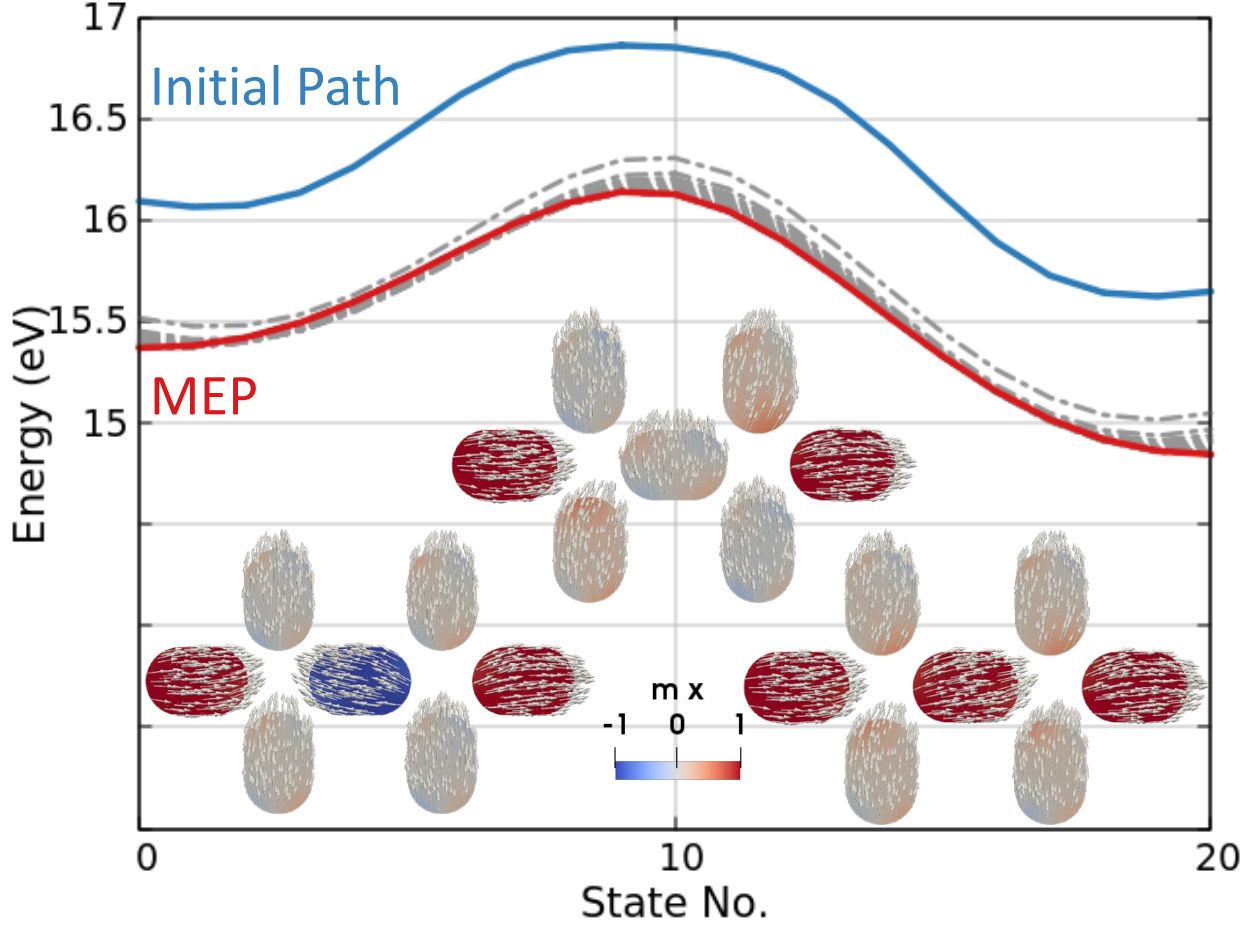 17
Initial Path
16.5
16
15.5
MEP
15
Energy (eV)
m x
-1 0 1
0 10 20
State No.